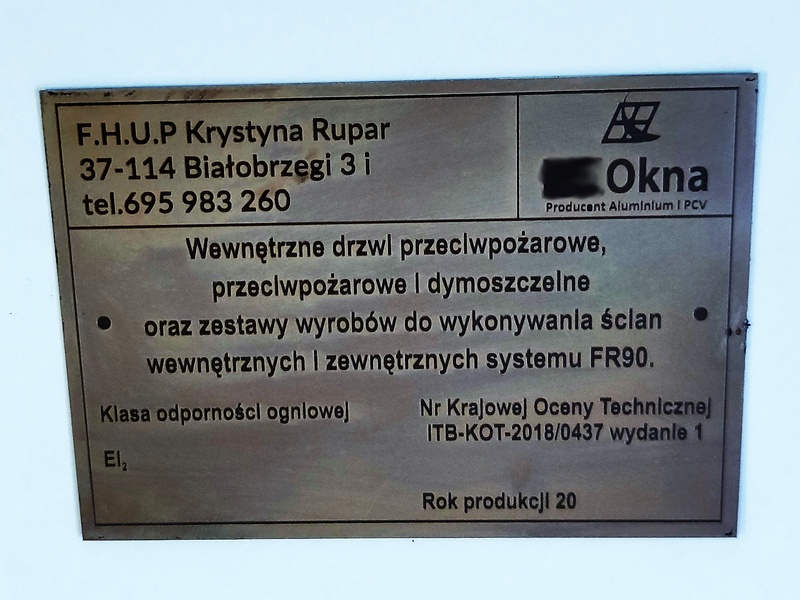 F.H.U.P Krystyna Rupar
37-114 Białobrzegi 3 i
tel.695 983 260
Okna
Producent Aluminium i PCV
Wewnętrzne drzwi przeciwpożarowe,
przeciwpożarowe i dymoszczelne
oraz zestawy wyrobów do wykonywania ścian
wewnętrznych i zewnętrznych systemu FR90.
Klasa odporności ogniowej
Nr Krajowej Oceny Technicznej
ITB-KOT-2018/0437 wydanie 1
EI₂
Rok produkcji 20